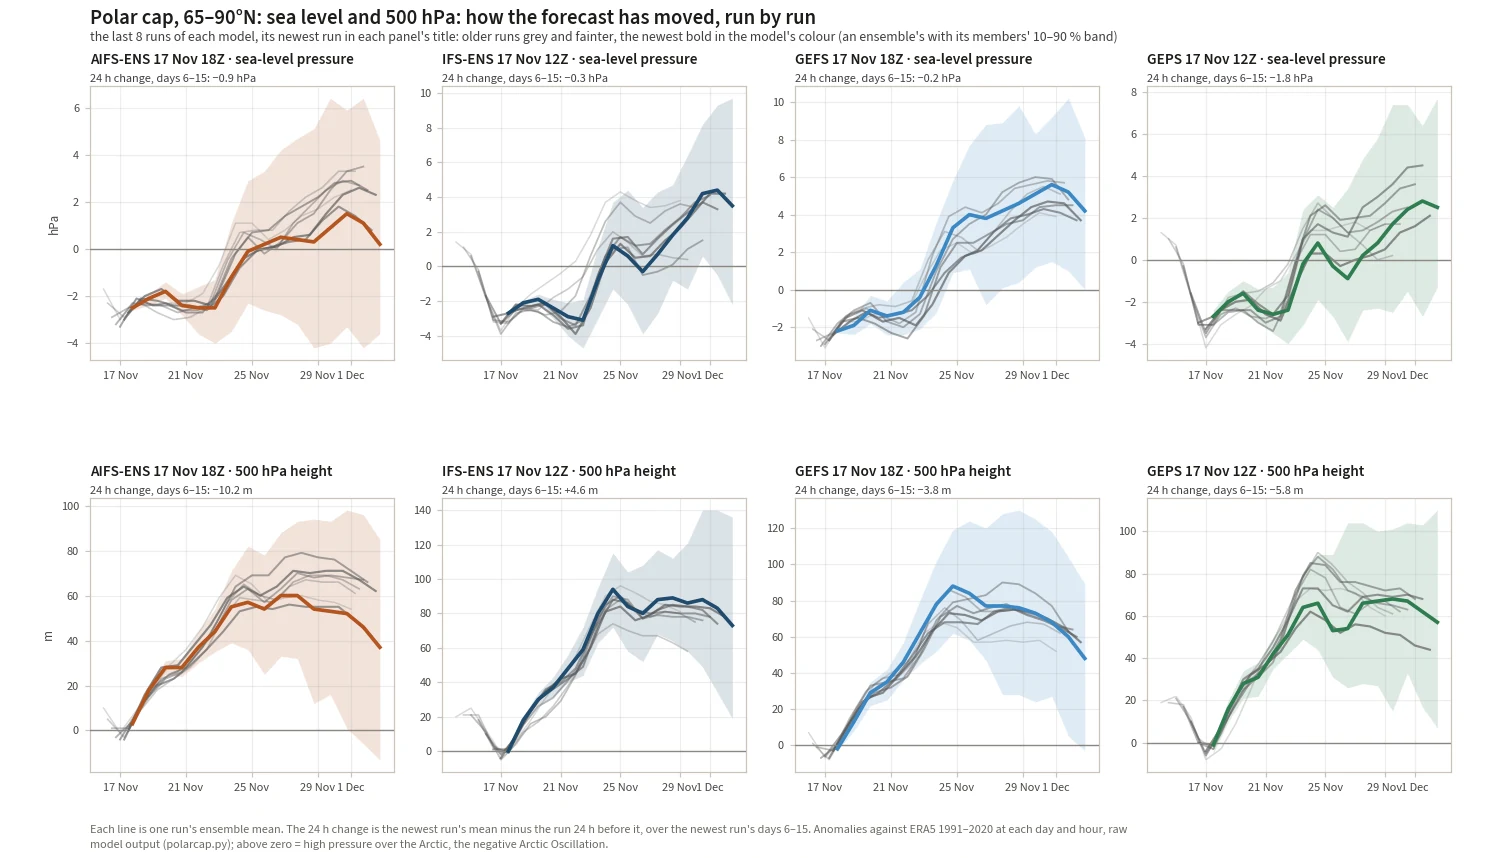 Polar cap, 65–90°N: sea level and 500 hPa: how the forecast has moved, run by run
the last 8 runs of each model, its newest run in each panel's title: older runs grey and fainter, the newest bold in the model's colour (an ensemble's with its members' 10–90 % band)
AIFS-ENS 17 Nov 18Z · sea-level pressure
24 h change, days 6–15: −0.9 hPa
hPa
6
4
2
0
−2
−4
17 Nov
21 Nov
25 Nov
29 Nov
1 Dec
IFS-ENS 17 Nov 12Z · sea-level pressure
24 h change, days 6–15: −0.3 hPa
10
8
6
4
2
0
−2
−4
17 Nov
21 Nov
25 Nov
29 Nov
1 Dec
GEFS 17 Nov 18Z · sea-level pressure
24 h change, days 6–15: −0.2 hPa
10
8
6
4
2
0
−2
17 Nov
21 Nov
25 Nov
29 Nov
1 Dec
GEPS 17 Nov 12Z · sea-level pressure
24 h change, days 6–15: −1.8 hPa
8
6
4
2
0
−2
−4
17 Nov
21 Nov
25 Nov
29 Nov
1 Dec
AIFS-ENS 17 Nov 18Z · 500 hPa height
24 h change, days 6–15: −10.2 m
m
100
80
60
40
20
0
17 Nov
21 Nov
25 Nov
29 Nov
1 Dec
IFS-ENS 17 Nov 12Z · 500 hPa height
24 h change, days 6–15: +4.6 m
140
120
100
80
60
40
20
0
17 Nov
21 Nov
25 Nov
29 Nov
1 Dec
GEFS 17 Nov 18Z · 500 hPa height
24 h change, days 6–15: −3.8 m
120
100
80
60
40
20
0
17 Nov
21 Nov
25 Nov
29 Nov
1 Dec
GEPS 17 Nov 12Z · 500 hPa height
24 h change, days 6–15: −5.8 m
100
80
60
40
20
0
17 Nov
21 Nov
25 Nov
29 Nov
1 Dec
Each line is one run's ensemble mean. The 24 h change is the newest run's mean minus the run 24 h before it, over the newest run's days 6–15. Anomalies against ERA5 1991–2020 at each day and hour, raw
model output (polarcap.py); above zero = high pressure over the Arctic, the negative Arctic Oscillation.